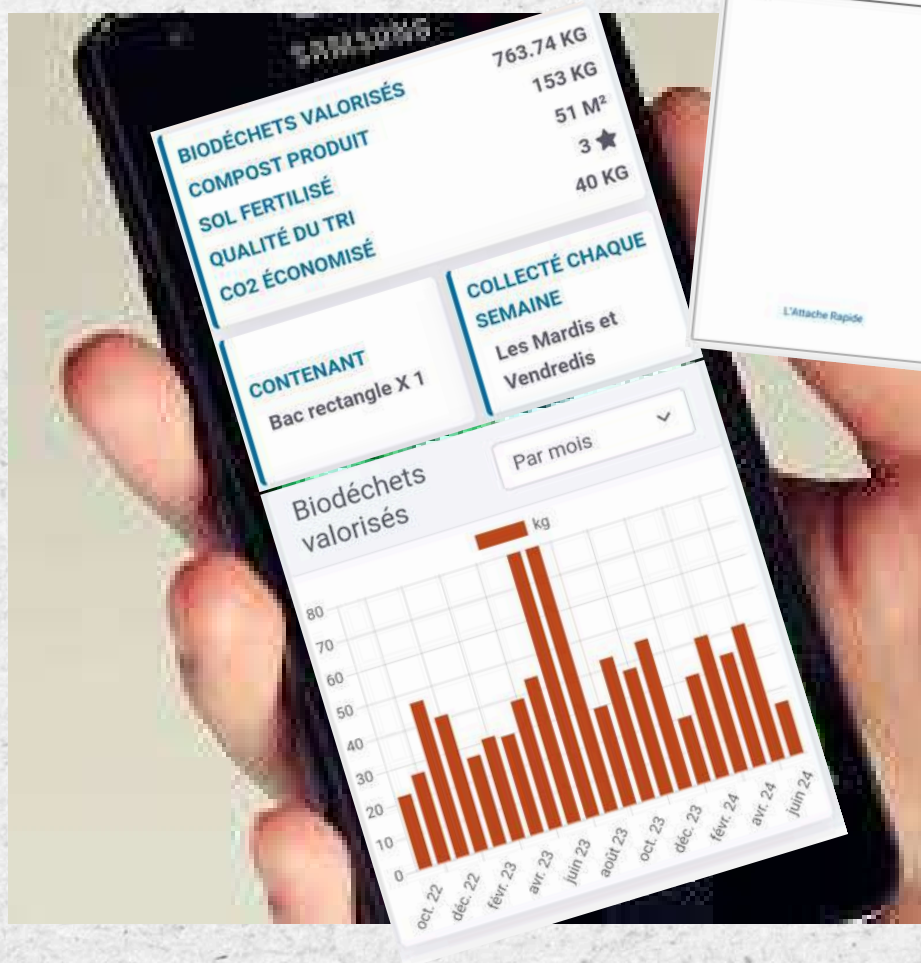 SAMSUNG
BIODÉCHETS VALORISÉS 763.74 KG
COMPOST PRODUIT 153 KG
SOL FERTILISÉ 51 M²
QUALITÉ DU TRI 3 ★
CO2 ÉCONOMISÉ 40 KG
CONTENANT
Bac rectangle X 1
COLLECTÉ CHAQUE
SEMAINE
Les Mardis et
Vendredis
Biodéchets
valorisés
Par mois
kg
80
70
60
50
40
30
20
10
0
oct. 22
déc. 22
févr. 23
avr. 23
juin 23
août 23
oct. 23
déc. 23
févr. 24
avr. 24
juin 24
L'Attache Rapide